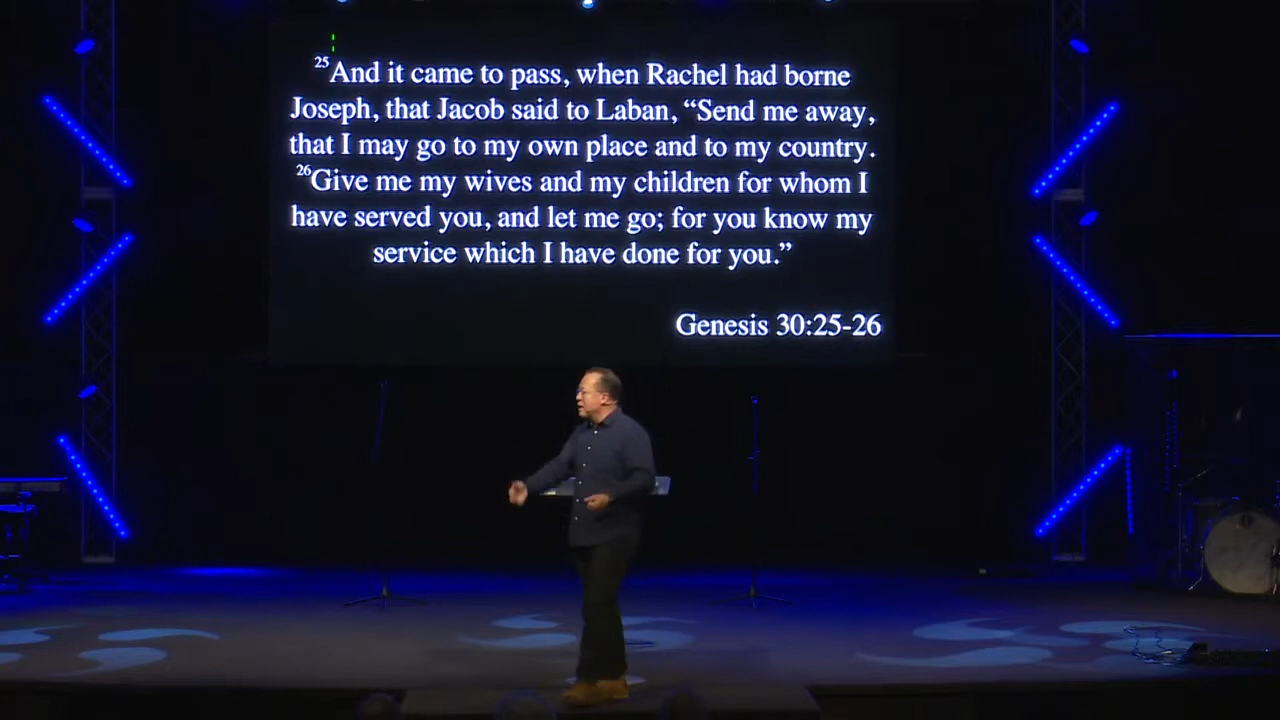 ²⁵And it came to pass, when Rachel had borne
Joseph, that Jacob said to Laban, “Send me away,
that I may go to my own place and to my country.
²⁶Give me my wives and my children for whom I
have served you, and let me go; for you know my
service which I have done for you.”
Genesis 30:25-26